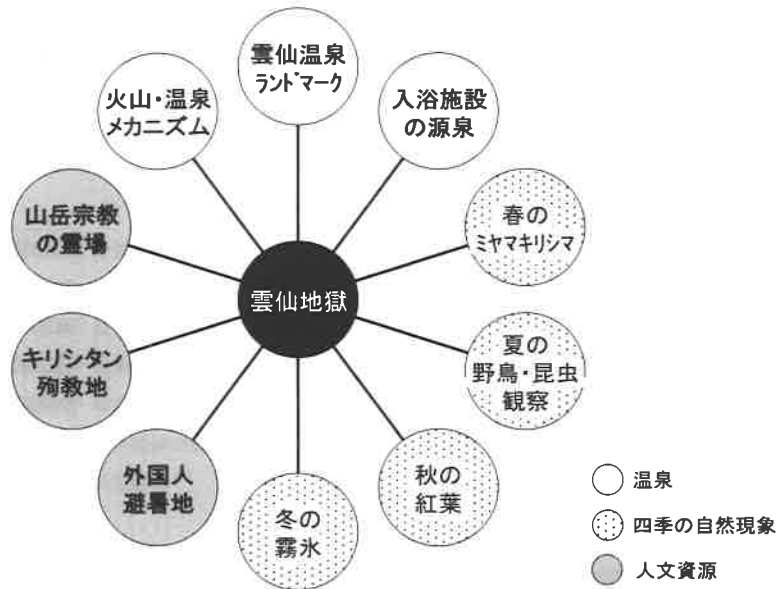 雲仙温泉
ランドマーク
火山・温泉
メカニズム
入浴施設
の源泉
山岳宗教
の霊場
春の
ミヤマキリシマ
雲仙地獄
キリシタン
殉教地
夏の
野鳥・昆虫
観察
外国人
避暑地
冬の
霧氷
秋の
紅葉
温泉
四季の自然現象
人文資源